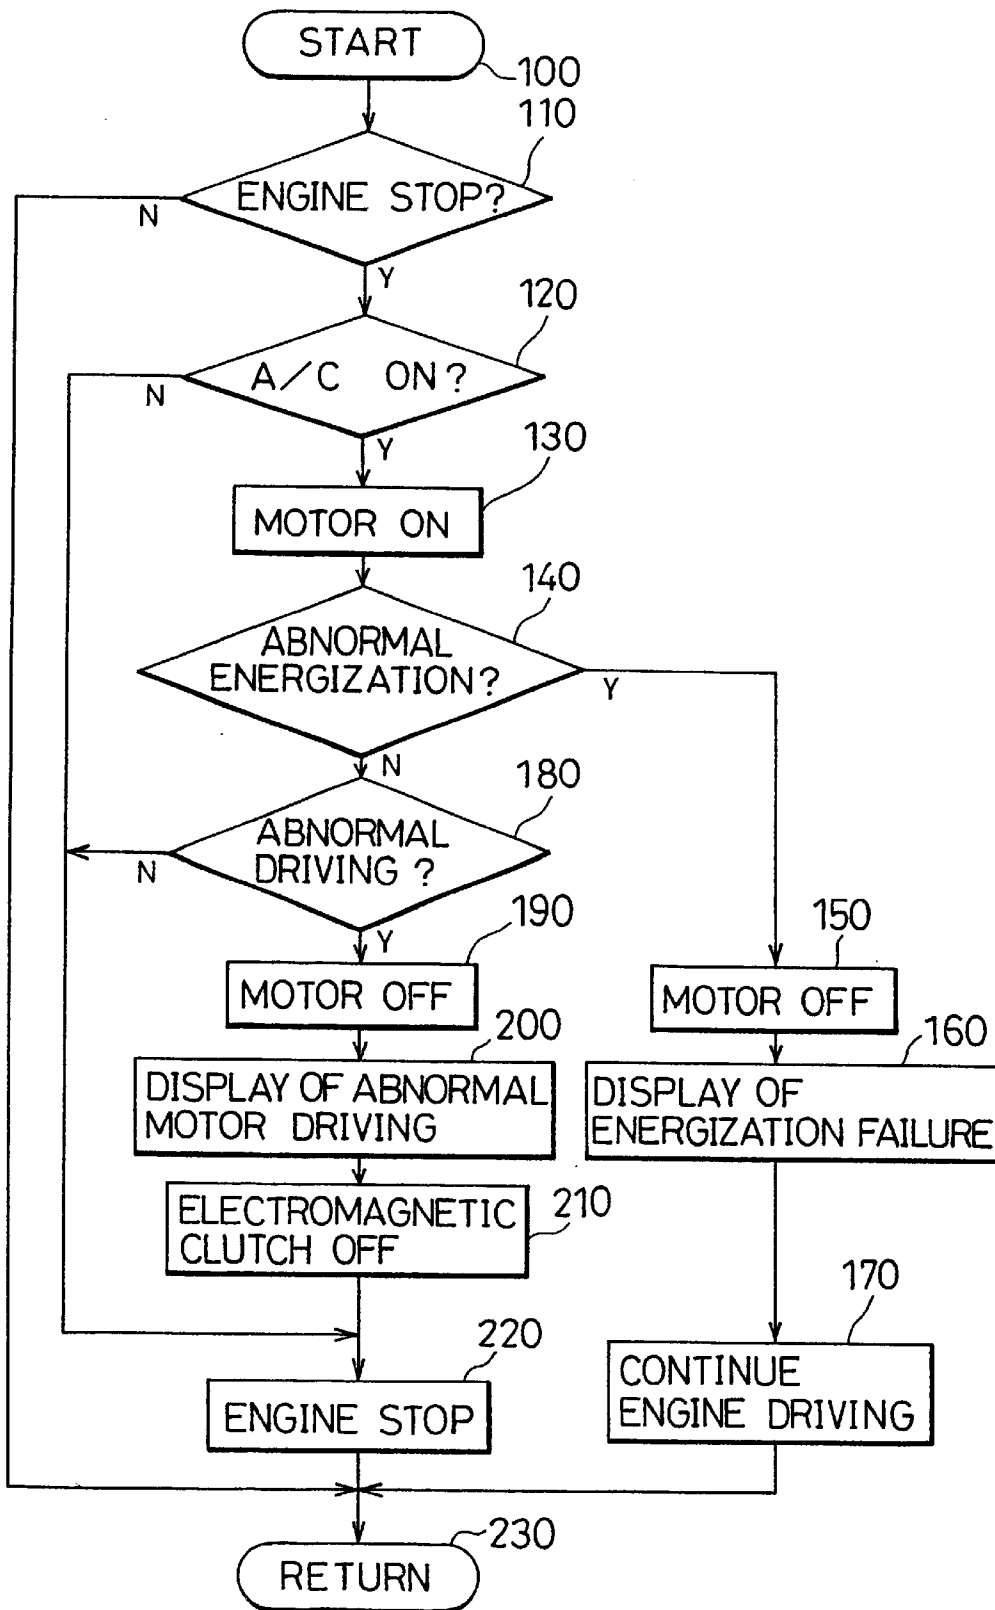 START
100
110
ENGINE STOP?
N
Y
120
A/C ON?
N
Y
130
MOTOR ON
140
ABNORMAL
ENERGIZATION?
Y
N
180
ABNORMAL
DRIVING ?
N
Y
190
MOTOR OFF
150
MOTOR OFF
200
DISPLAY OF ABNORMAL
MOTOR DRIVING
160
DISPLAY OF
ENERGIZATION FAILURE
210
ELECTROMAGNETIC
CLUTCH OFF
170
CONTINUE
ENGINE DRIVING
220
ENGINE STOP
230
RETURN